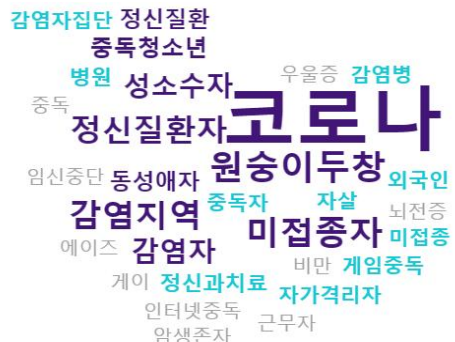 감염자집단 정신질환
중독청소년
병원 성소수자 우울증 감염병
중독 코로나
정신질환자
원숭이두창
임신중단 동성애자 외국인
감염지역 중독자 자살 뇌전증
미접종자 미접종
에이즈 감염자
비만 게임중독
게이 정신과치료 자가격리자
인터넷중독 근무자
암생존자